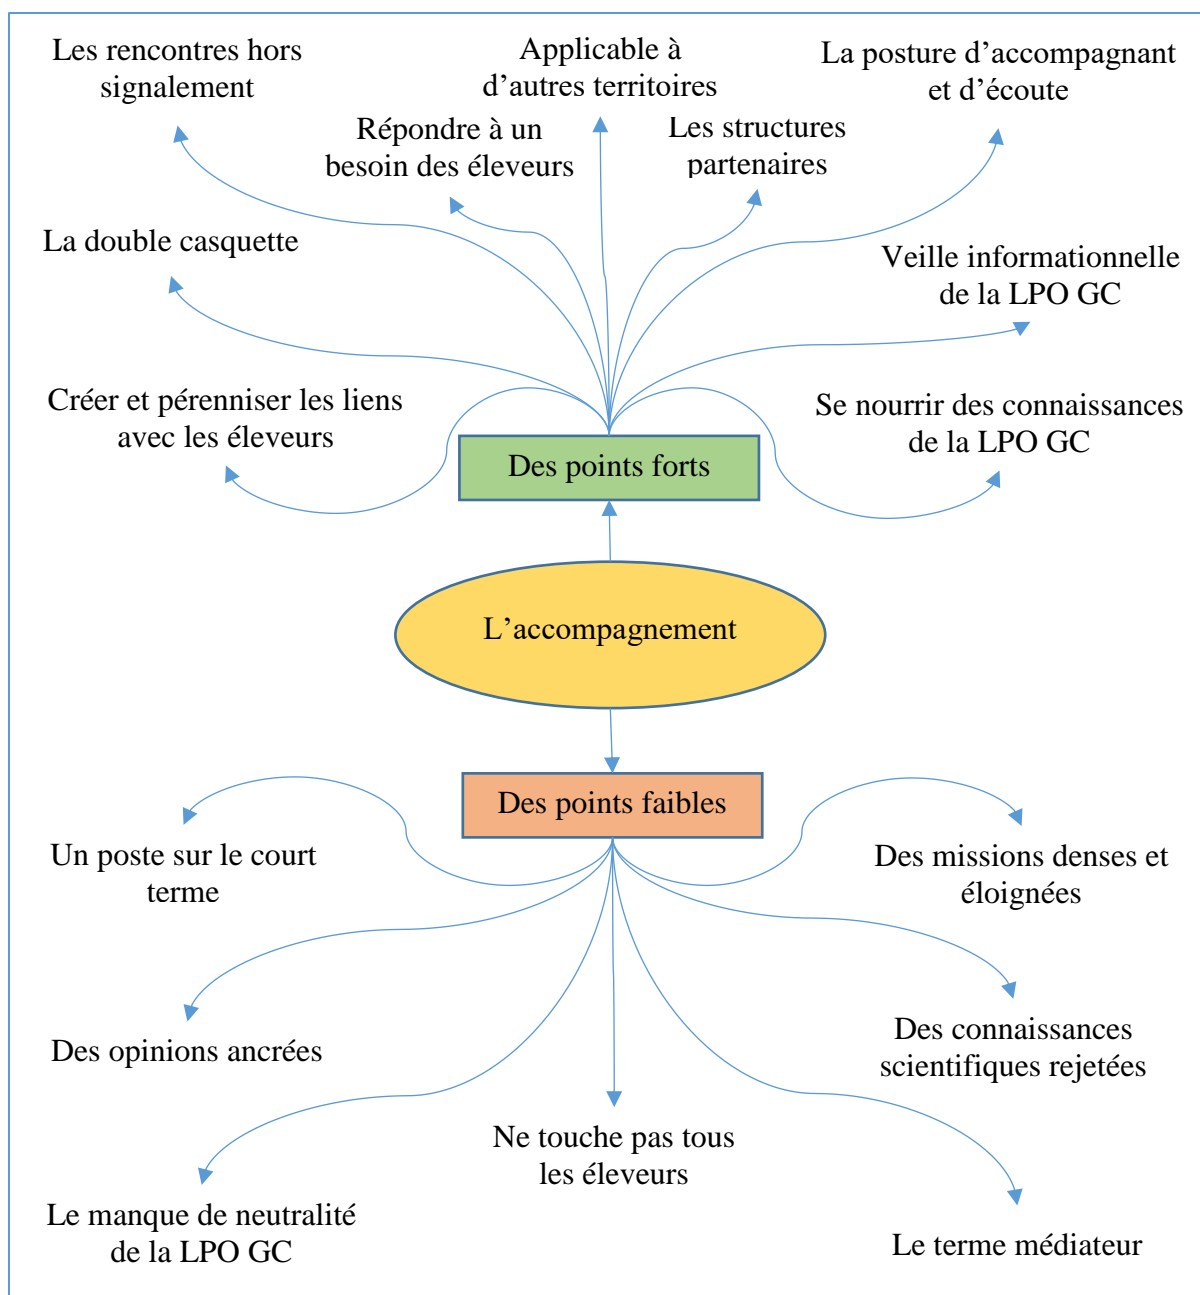 Les rencontres hors
signalement
Applicable à
d’autres territoires
La posture d’accompagnant
et d’écoute
Répondre à un
besoin des éleveurs
Les structures
partenaires
La double casquette
Veille informationnelle
de la LPO GC
Créer et pérenniser les liens
avec les éleveurs
Se nourrir des connaissances
de la LPO GC
Des points forts
L’accompagnement
Des points faibles
Un poste sur le court
terme
Des missions denses et
éloignées
Des opinions ancrées
Des connaissances
scientifiques rejetées
Ne touche pas tous
les éleveurs
Le manque de neutralité
de la LPO GC
Le terme médiateur